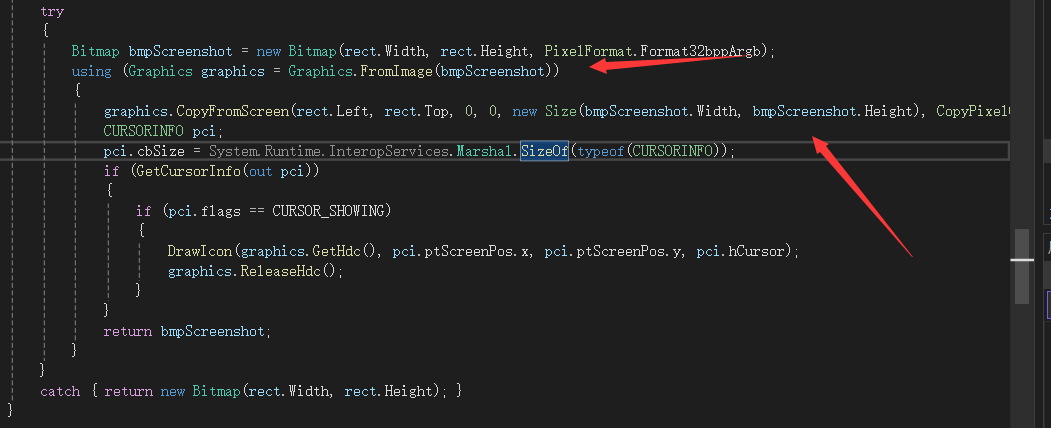 try
{
Bitmap bmpScreenshot = new Bitmap(rect.Width, rect.Height, PixelFormat.Format32bppArgb);
using (Graphics graphics = Graphics.FromImage(bmpScreenshot))
{
graphics.CopyFromScreen(rect.Left, rect.Top, 0, 0, new Size(bmpScreenshot.Width, bmpScreenshot.Height), CopyPixel
CURSORINFO pci;
pci.cbSize = System.Runtime.InteropServices.Marshal.SizeOf(typeof(CURSORINFO));
if (GetCursorInfo(out pci))
{
if (pci.flags == CURSOR_SHOWING)
{
DrawIcon(graphics.GetHdc(), pci.ptScreenPos.x, pci.ptScreenPos.y, pci.hCursor);
graphics.ReleaseHdc();
}
}
return bmpScreenshot;
}
}
catch { return new Bitmap(rect.Width, rect.Height); }
}